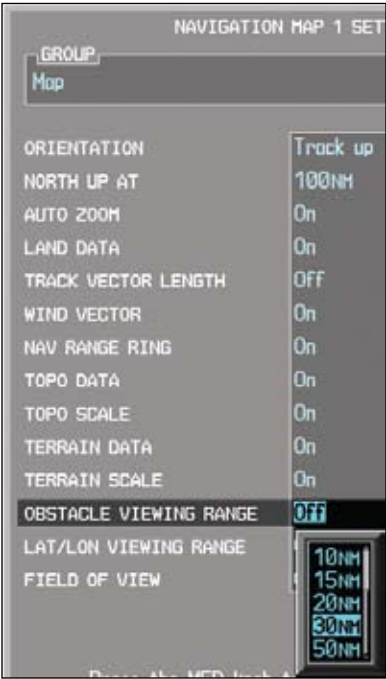 NAVIGATION MAP 1 SET
GROUP
Map
ORIENTATION Track up
NORTH UP AT 100NM
AUTO ZOOM On
LAND DATA On
TRACK VECTOR LENGTH Off
WIND VECTOR On
NAV RANGE RING On
TOPO DATA On
TOPO SCALE On
TERRAIN DATA On
TERRAIN SCALE On
OBSTACLE VIEWING RANGE Off
LAT/LON VIEWING RANGE
FIELD OF VIEW
10NM
15NM
20NM
30NM
50NM